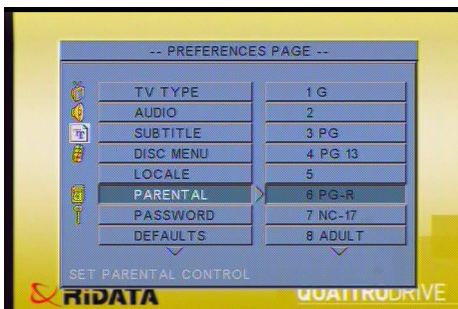 -- PREFERENCES PAGE --
TV TYPE 1 G
AUDIO 2
SUBTITLE 3 PG
DISC MENU 4 PG 13
LOCALE 5
PARENTAL 6 PG-R
PASSWORD 7 NC-17
DEFAULTS 8 ADULT
SET PARENTAL CONTROL
RiDATA QUATTRODRIVE